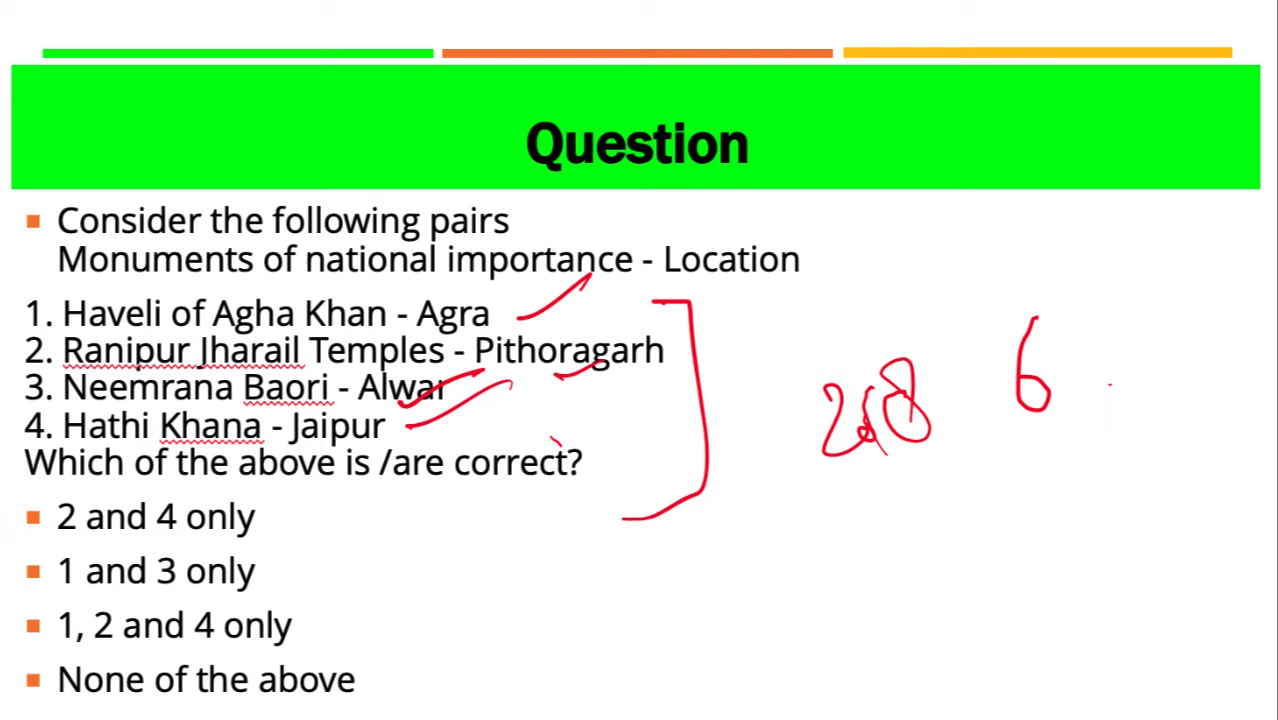 Question
Consider the following pairs
Monuments of national importance - Location
1. Haveli of Agha Khan - Agra
2. Ranipur Jharail Temples - Pithoragarh
3. Neemrana Baori - Alwar
4. Hathi Khana - Jaipur
Which of the above is /are correct?
2 and 4 only
1 and 3 only
1, 2 and 4 only
None of the above
6